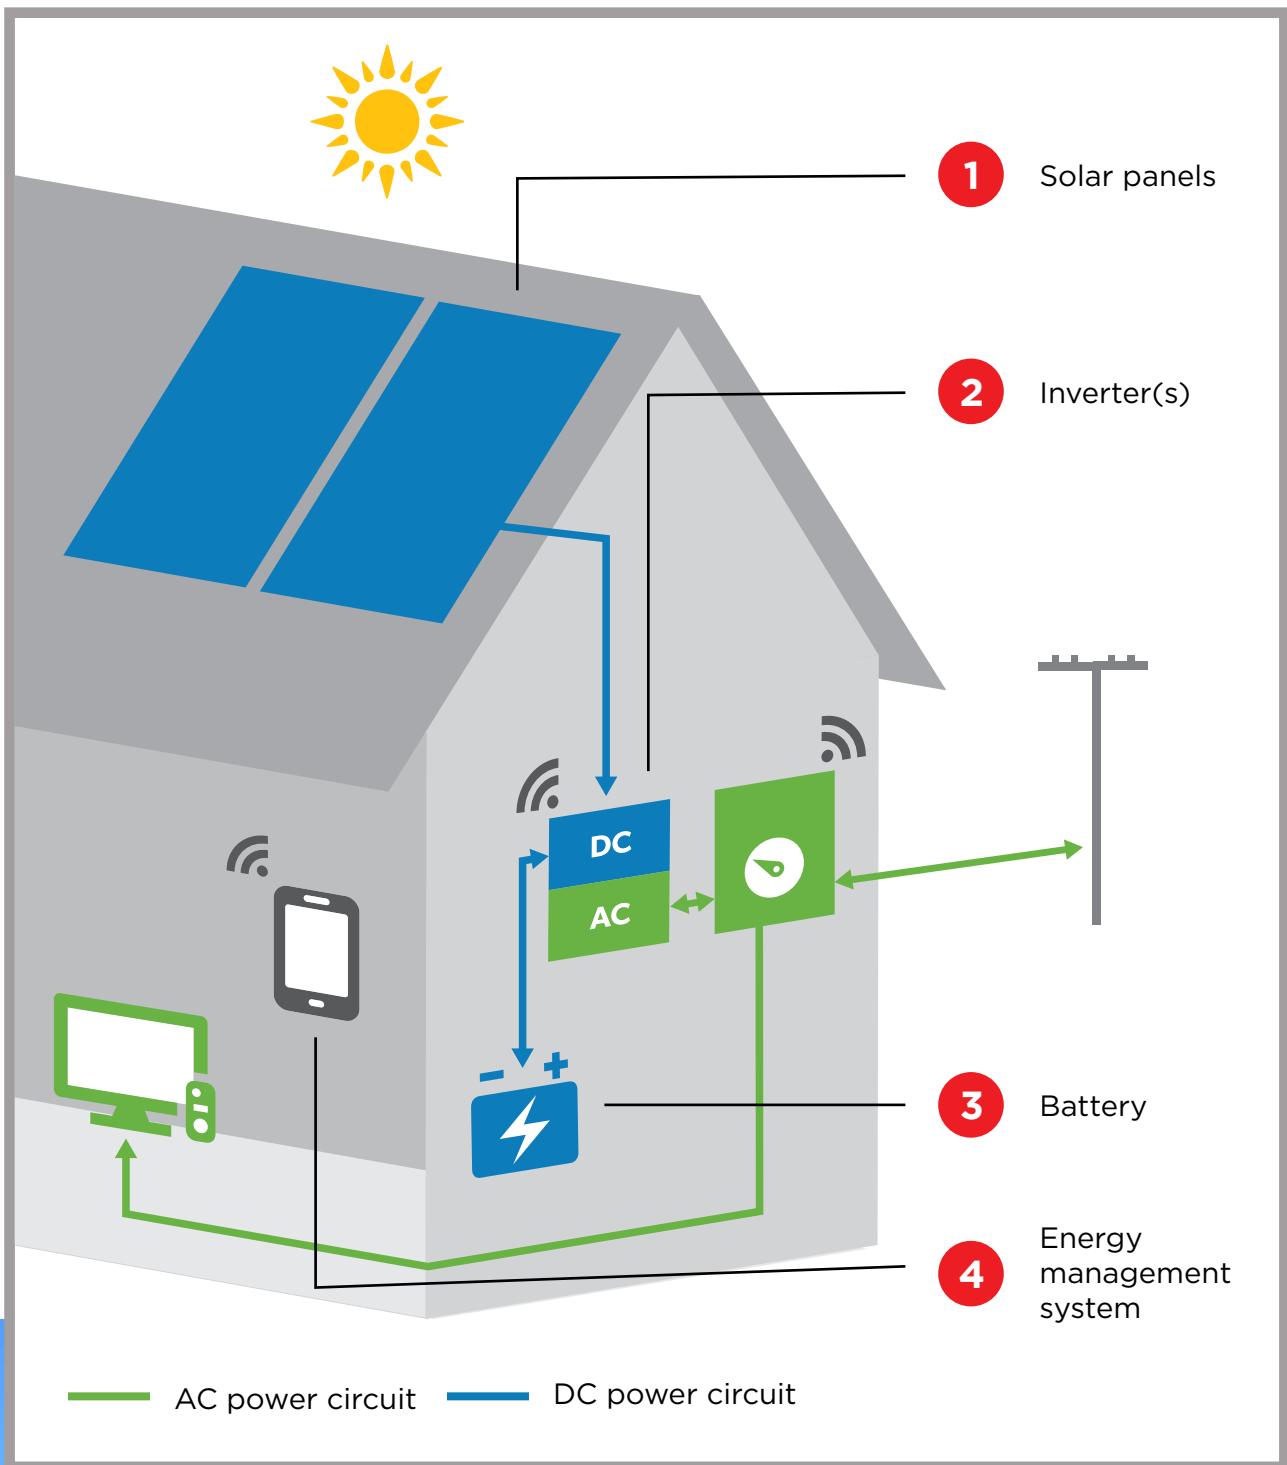 1 Solar panels
2 Inverter(s)
DC
AC
3 Battery
4 Energy
management
system
AC power circuit
DC power circuit